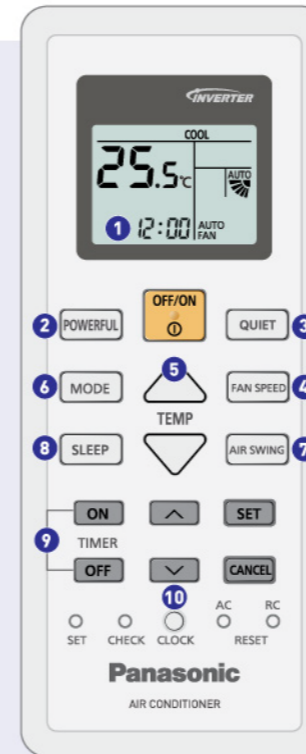 INVERTER
COOL
25.5℃
AUTO
1 12:00 AUTO
FAN
OFF/ON
2 POWERFUL QUIET 3
5
6 MODE FAN SPEED 4
TEMP
8 SLEEP AIR SWING 7
ON SET
9 TIMER
OFF CANCEL
10 AC RC
SET CHECK CLOCK RESET
Panasonic
AIR CONDITIONER